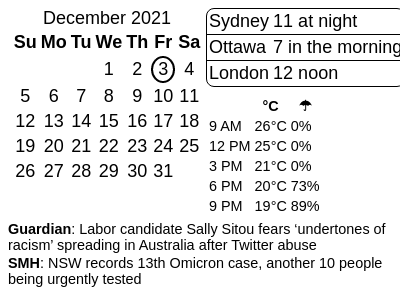 December 2021
Su Mo Tu We Th Fr Sa
1 2 3 4
5 6 7 8 9 10 11
12 13 14 15 16 17 18
19 20 21 22 23 24 25
26 27 28 29 30 31
Sydney 11 at night
Ottawa 7 in the morning
London 12 noon
°C ☂
9 AM 26°C 0%
12 PM 25°C 0%
3 PM 21°C 0%
6 PM 20°C 73%
9 PM 19°C 89%
Guardian: Labor candidate Sally Sitou fears ‘undertones of
racism’ spreading in Australia after Twitter abuse
SMH: NSW records 13th Omicron case, another 10 people
being urgently tested